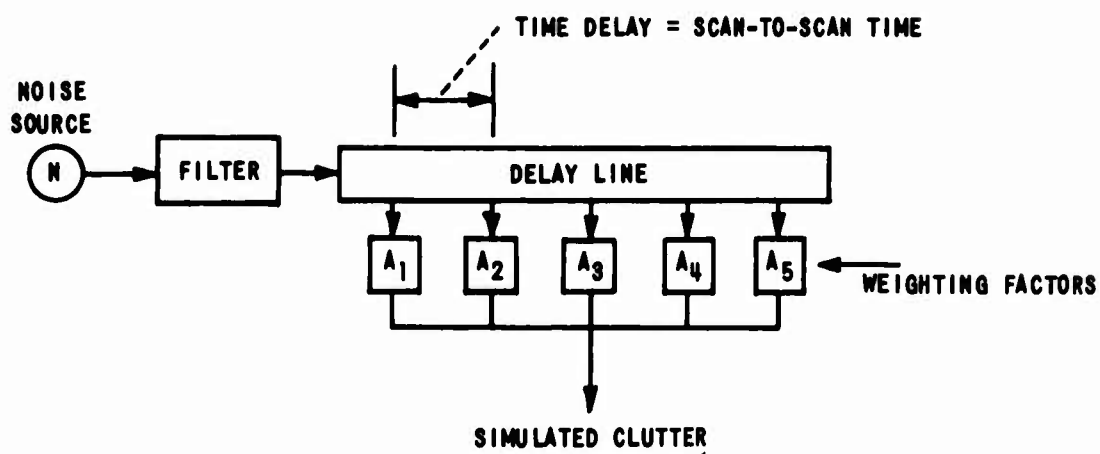 TIME DELAY = SCAN-TO-SCAN TIME
NOISE
SOURCE
N
FILTER
DELAY LINE
A1
A2
A3
A4
A5
WEIGHTING FACTORS
SIMULATED CLUTTER